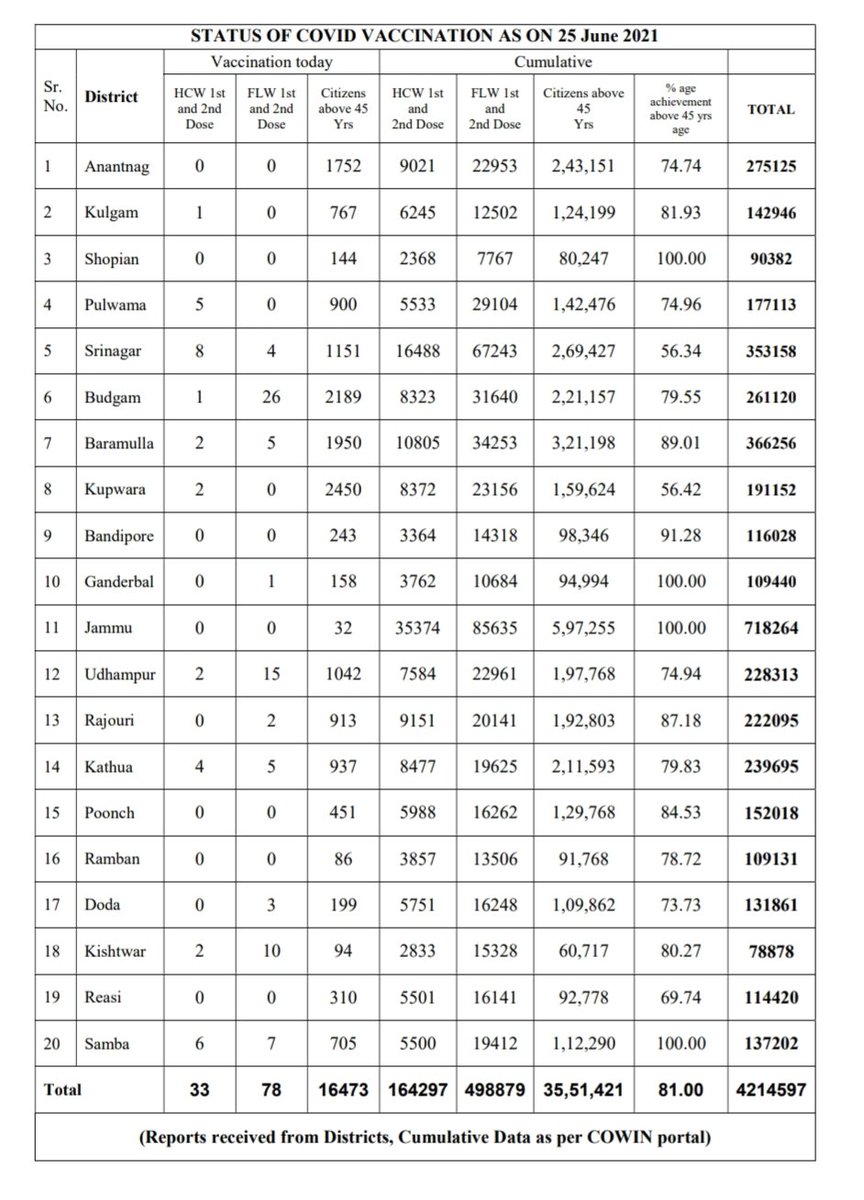 STATUS OF COVID VACCINATION AS ON 25 June 2021
Sr. No. District Vaccination today Cumulative
HCW 1st and 2nd Dose FLW 1st and 2nd Dose Citizens above 45 Yrs HCW 1st and 2nd Dose FLW 1st and 2nd Dose Citizens above 45 Yrs % age achievement above 45 yrs age TOTAL
1 Anantnag 0 0 1752 9021 22953 2,43,151 74.74 275125
2 Kulgam 1 0 767 6245 12502 1,24,199 81.93 142946
3 Shopian 0 0 144 2368 7767 80,247 100.00 90382
4 Pulwama 5 0 900 5533 29104 1,42,476 74.96 177113
5 Srinagar 8 4 1151 16488 67243 2,69,427 56.34 353158
6 Budgam 1 26 2189 8323 31640 2,21,157 79.55 261120
7 Baramulla 2 5 1950 10805 34253 3,21,198 89.01 366256
8 Kupwara 2 0 2450 8372 23156 1,59,624 56.42 191152
9 Bandipore 0 0 243 3364 14318 98,346 91.28 116028
10 Ganderbal 0 1 158 3762 10684 94,994 100.00 109440
11 Jammu 0 0 32 35374 85635 5,97,255 100.00 718264
12 Udhampur 2 15 1042 7584 22961 1,97,768 74.94 228313
13 Rajouri 0 2 913 9151 20141 1,92,803 87.18 222095
14 Kathua 4 5 937 8477 19625 2,11,593 79.83 239695
15 Poonch 0 0 451 5988 16262 1,29,768 84.53 152018
16 Ramban 0 0 86 3857 13506 91,768 78.72 109131
17 Doda 0 3 199 5751 16248 1,09,862 73.73 131861
18 Kishtwar 2 10 94 2833 15328 60,717 80.27 78878
19 Reasi 0 0 310 5501 16141 92,778 69.74 114420
20 Samba 6 7 705 5500 19412 1,12,290 100.00 137202
Total 33 78 16473 164297 498879 35,51,421 81.00 4214597
(Reports received from Districts, Cumulative Data as per COWIN portal)